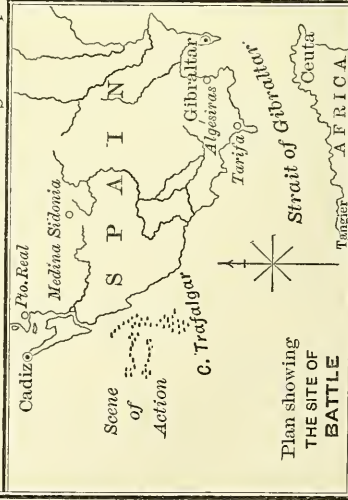 Cadiz
Pto. Real
Medina Sidonia
SPAIN
Gibraltar
Algésiras
Tarifa
Strait of Gibraltar
Ceuta
AFRICA
Tangier
C. Trafalgar
Scene
of
Action
Plan showing
THE SITE OF
BATTLE